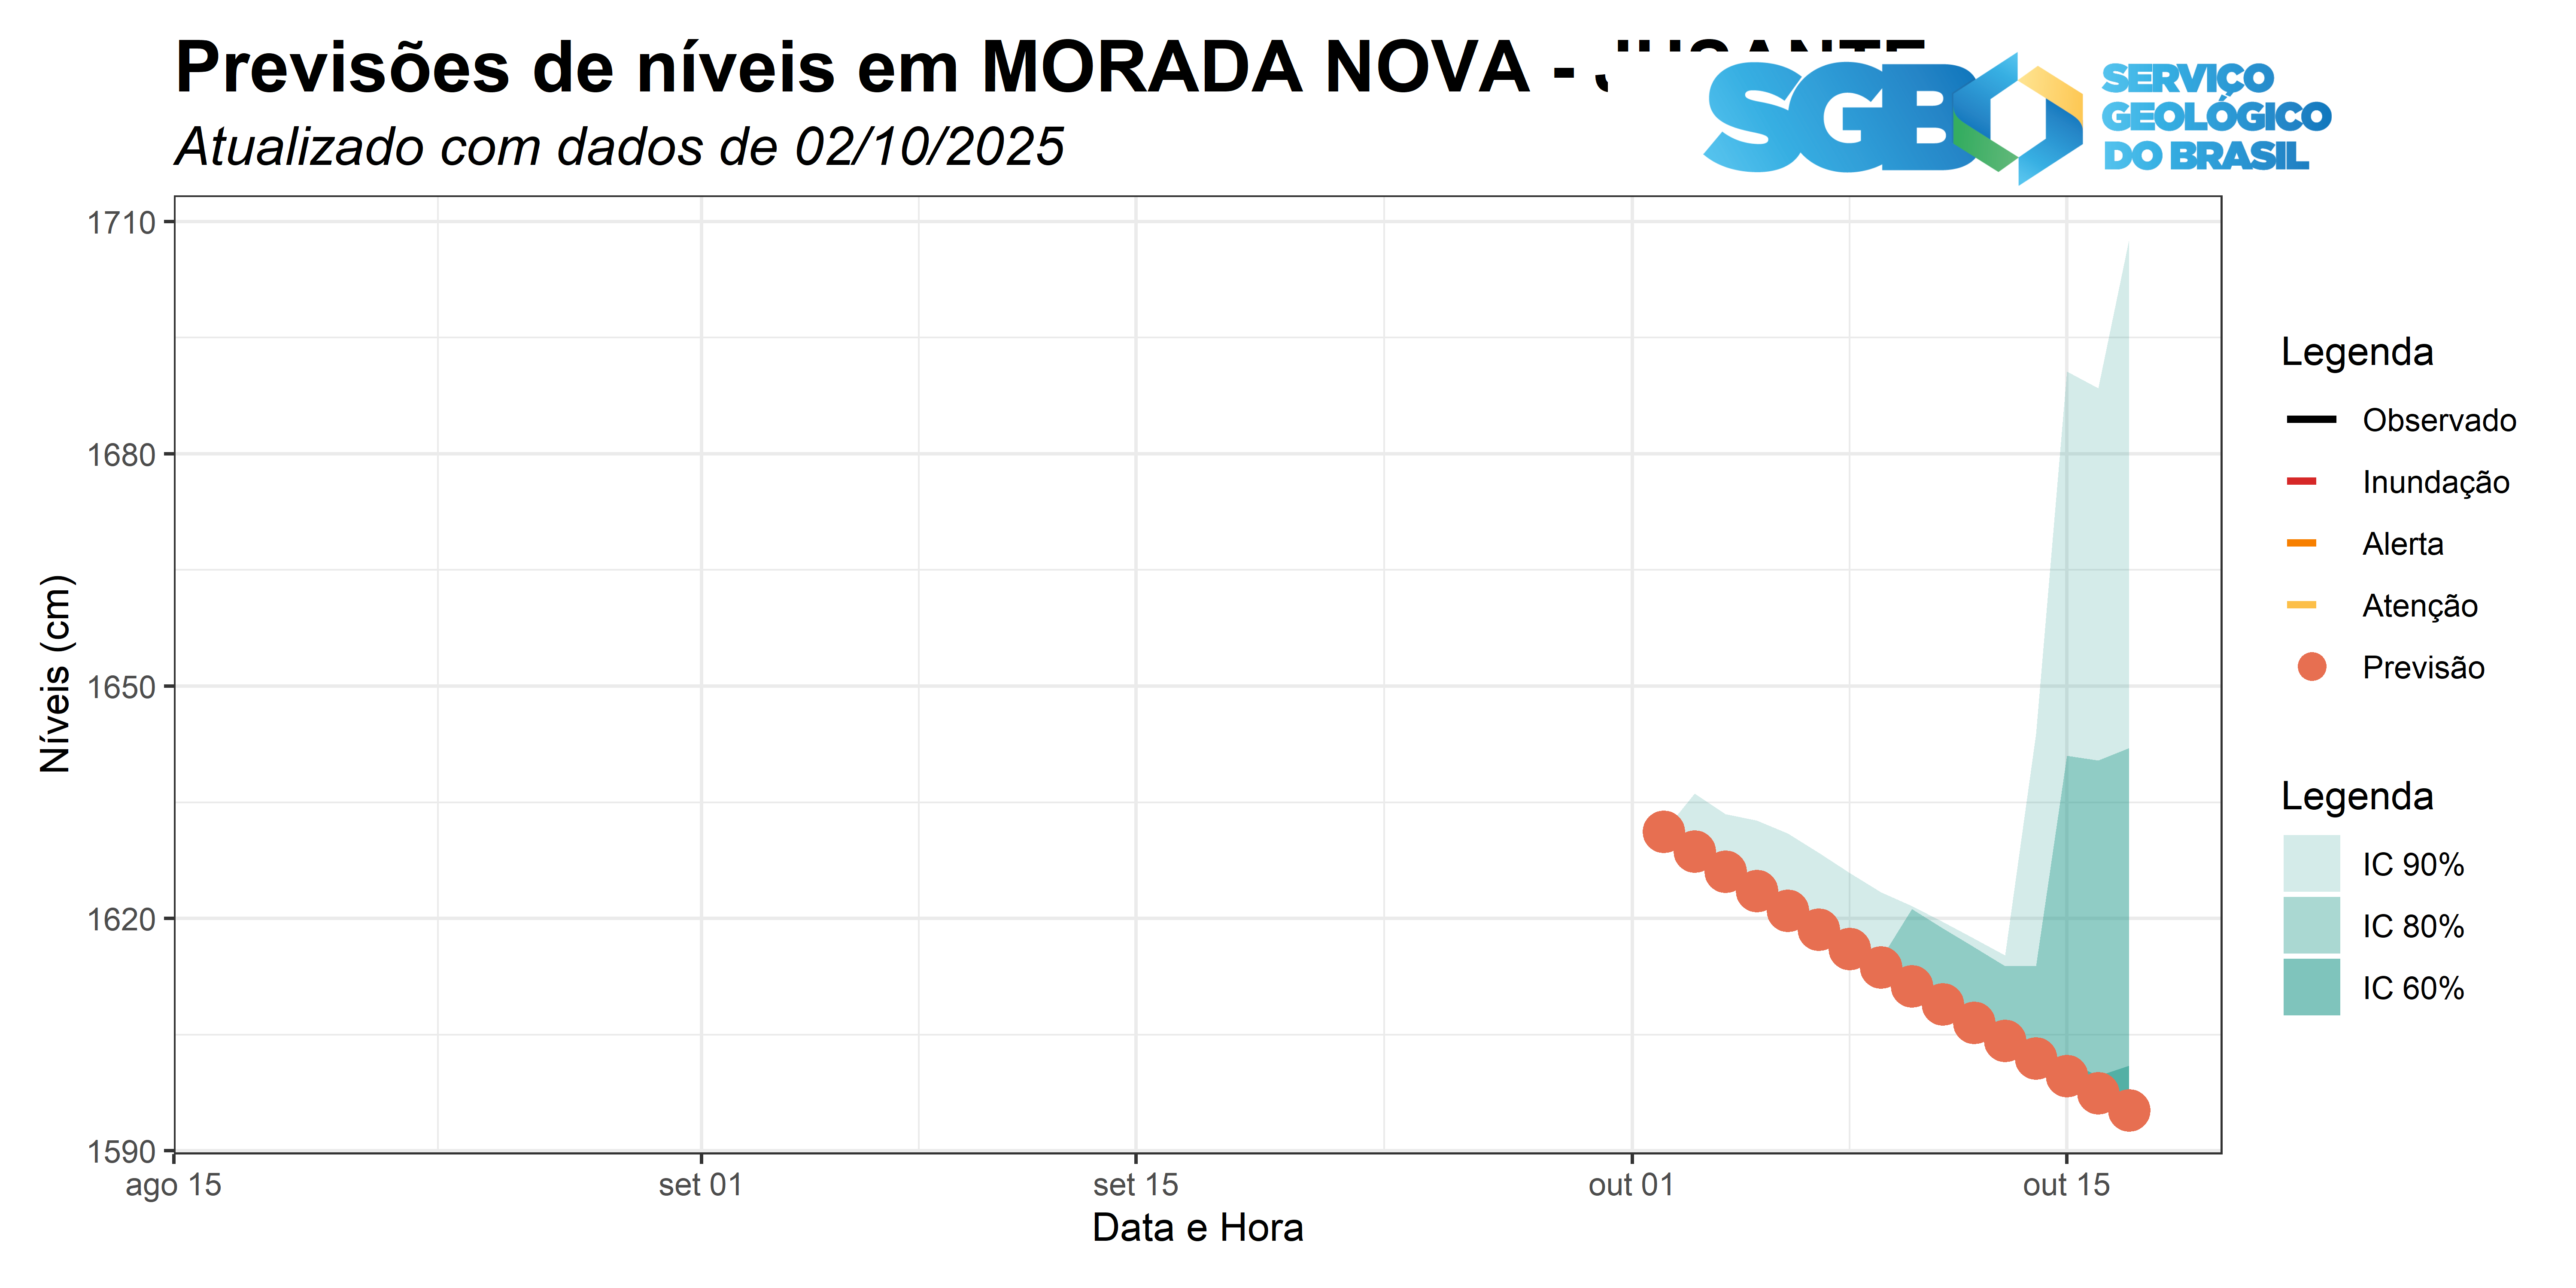 Previsões de níveis em MORADA NOVA - JUSANTE
Atualizado com dados de 02/10/2025
SGB
SERVIÇO
GEOLÓGICO
DO BRASIL
1710
1680
1650
1620
1590
Níveis (cm)
ago 15
set 01
set 15
out 01
out 15
Data e Hora
Legenda
Observado
Inundação
Alerta
Atenção
Previsão
Legenda
IC 90%
IC 80%
IC 60%